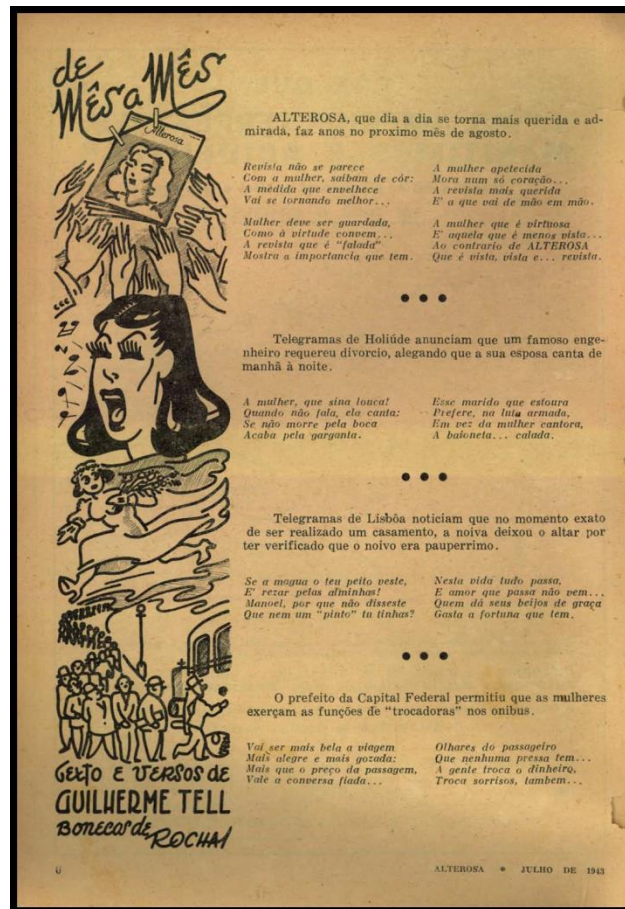 de
Mês a Mês
Alterosa
ALTEROSA, que dia a dia se torna mais querida e ad-
mirada, faz anos no proximo mês de agosto.
Revista não se parece
Com a mulher, saibam de cór:
A medida que envelhece
Vai se tornando melhor...
Mulher deve ser guardada,
Como à virtude convem...
A revista que é "falada"
Mostra a importancia que tem.
A mulher apetecida
Mora num só coração...
A revista mais querida
E' a que vai de mão em mão.
A mulher que é virtuosa
E' aquela que é menos vista...
Ao contrario de ALTEROSA
Que é vista, vista e... revista.
Telegramas de Holiúde anunciam que um famoso enge-
nheiro requereu divorcio, alegando que a sua esposa canta de
manhã à noite.
A mulher, que sina louca!
Quando não fala, ela canta:
Se não morre pela boca
Acaba pela garganta.
Esse marido que estoura
Prefere, na luta armada,
Em vez da mulher cantora,
A baioneta... calada.
Telegramas de Lisbôa noticiam que no momento exato
de ser realizado um casamento, a noiva deixou o altar por
ter verificado que o noivo era pauperrimo.
Se a magua o teu peito veste,
E' rezar pelas alminhas!
Manoel, por que não disseste
Que nem um "pinto" tu tinhas?
Nesta vida tudo passa,
E amor que passa não vem...
Quem dá seus beijos de graça
Gasta a fortuna que tem.
O prefeito da Capital Federal permitiu que as mulheres
exerçam as funções de "trocadoras" nos onibus.
Vai ser mais bela a viagem
Mais alegre e mais gozada:
Mais que o preço da passagem,
Vale a conversa fiada...
Olhares do passageiro
Que nenhuma pressa tem...
A gente troca o dinheiro,
Troca sorrisos, tambem...
GEXTO E VERSOS DE
GUILHERME TELL
BONECAS DE
ROCHA
ALTEROSA • JULHO DE 1943